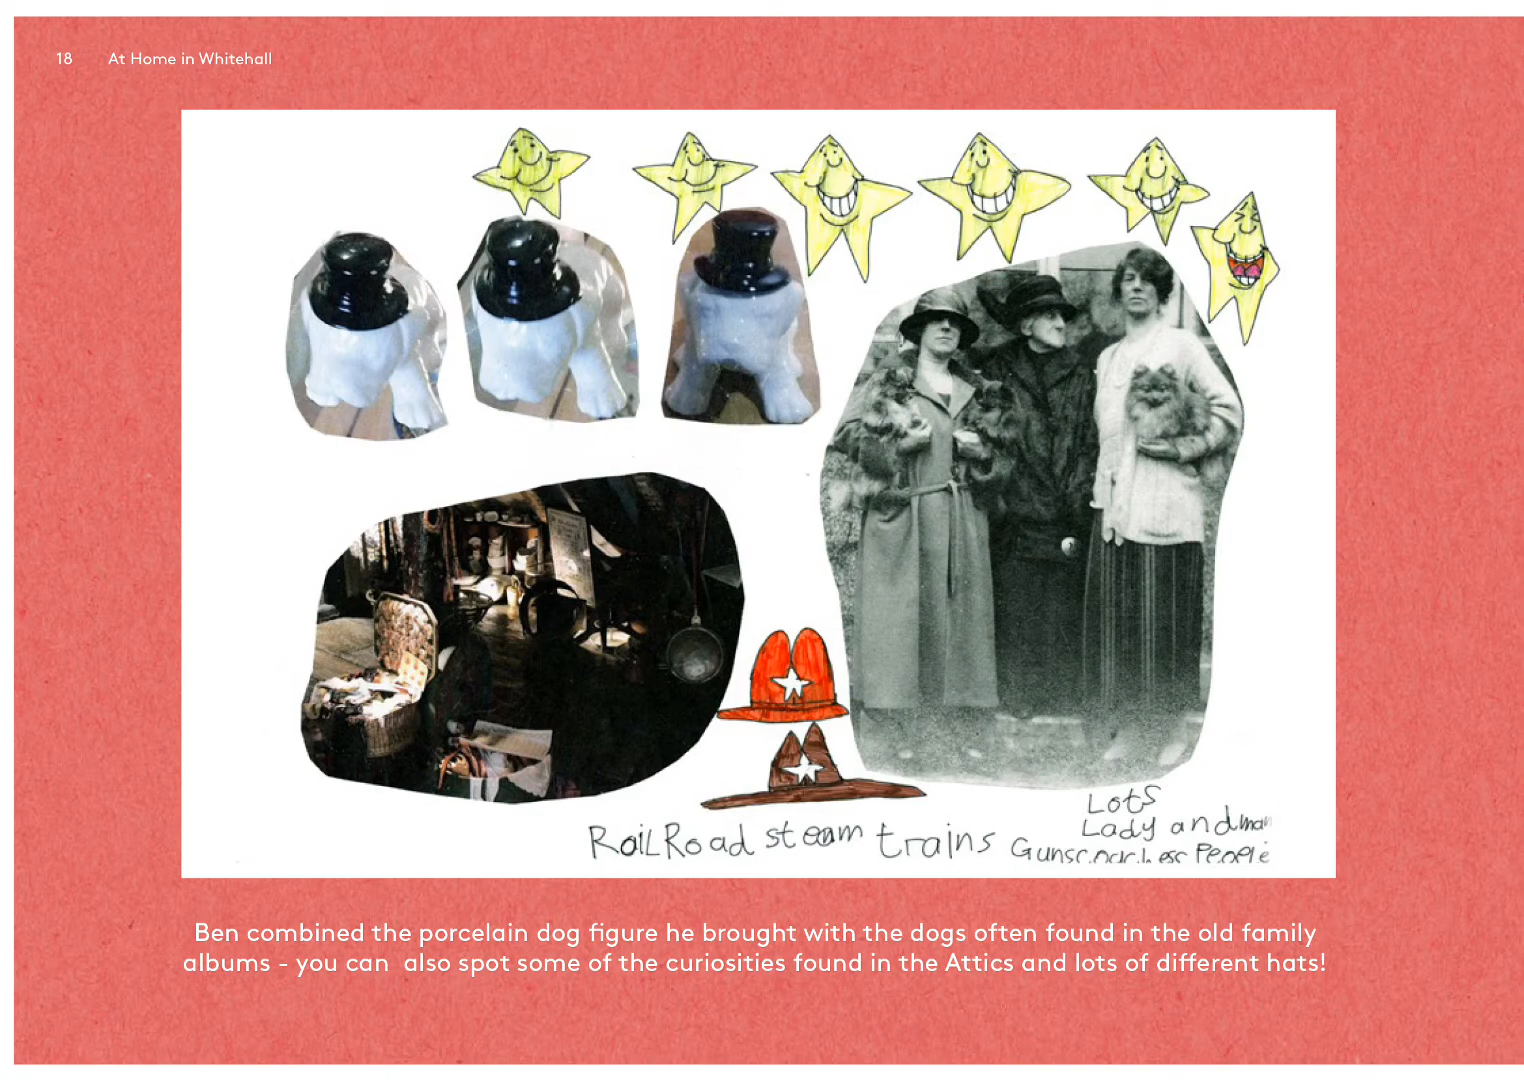 18 At Home in Whitehall
LotS
Lady and man
RailRoad steam trains
People
Ben combined the porcelain dog figure he brought with the dogs often found in the old family
albums - you can  also spot some of the curiosities found in the Attics and lots of different hats!